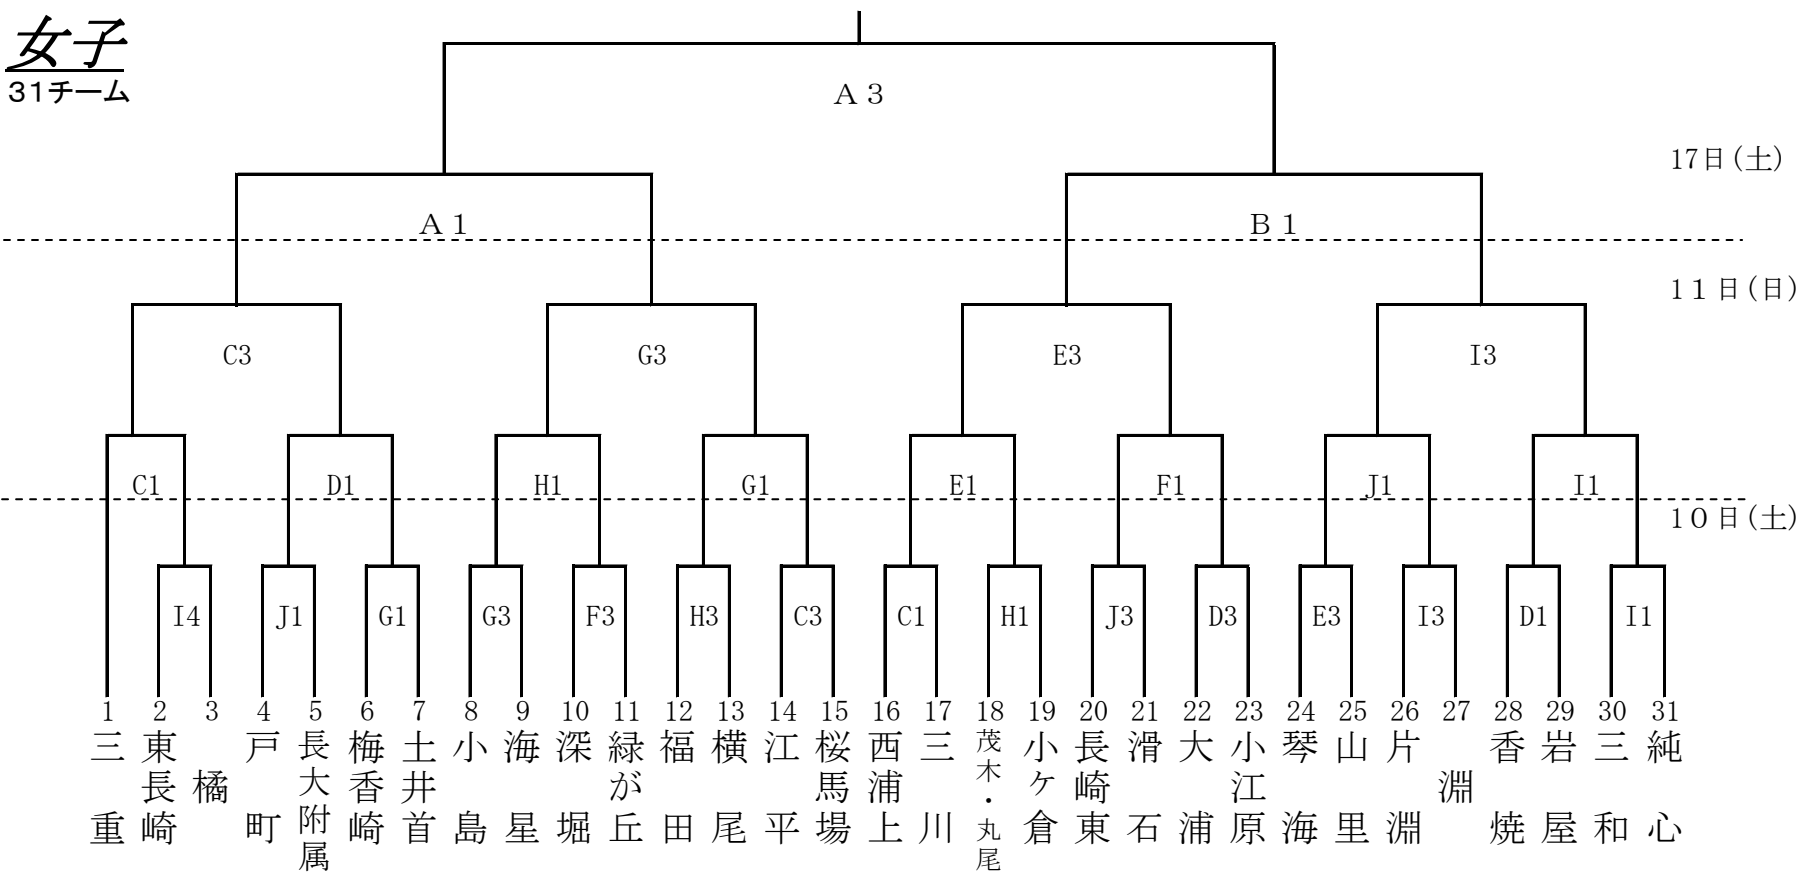 女子
31チーム
A3
17日(土)
A1
B1
11日(日)
C3
G3
E3
I3
C1
D1
H1
G1
E1
F1
J1
I1
10日(土)
I4
J1
G1
G3
F3
H3
C3
C1
H1
J3
D3
E3
I3
D1
I1
1 三重
2 東長崎
3 橘
4 戸町
5 長大附属
6 梅香崎
7 土井首
8 小島
9 海星
10 深堀
11 緑が丘
12 福田
13 横尾
14 江平
15 桜馬場
16 西浦上
17 三川
18 茂木・丸尾
19 小ケ倉
20 長崎東
21 滑石
22 大浦
23 小江原
24 琴海
25 山里
26 片淵
27 淵
28 香焼
29 岩屋
30 三和
31 純心